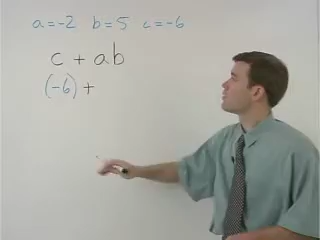 a=-2 b=5 c=-6
c + ab
(-6) +